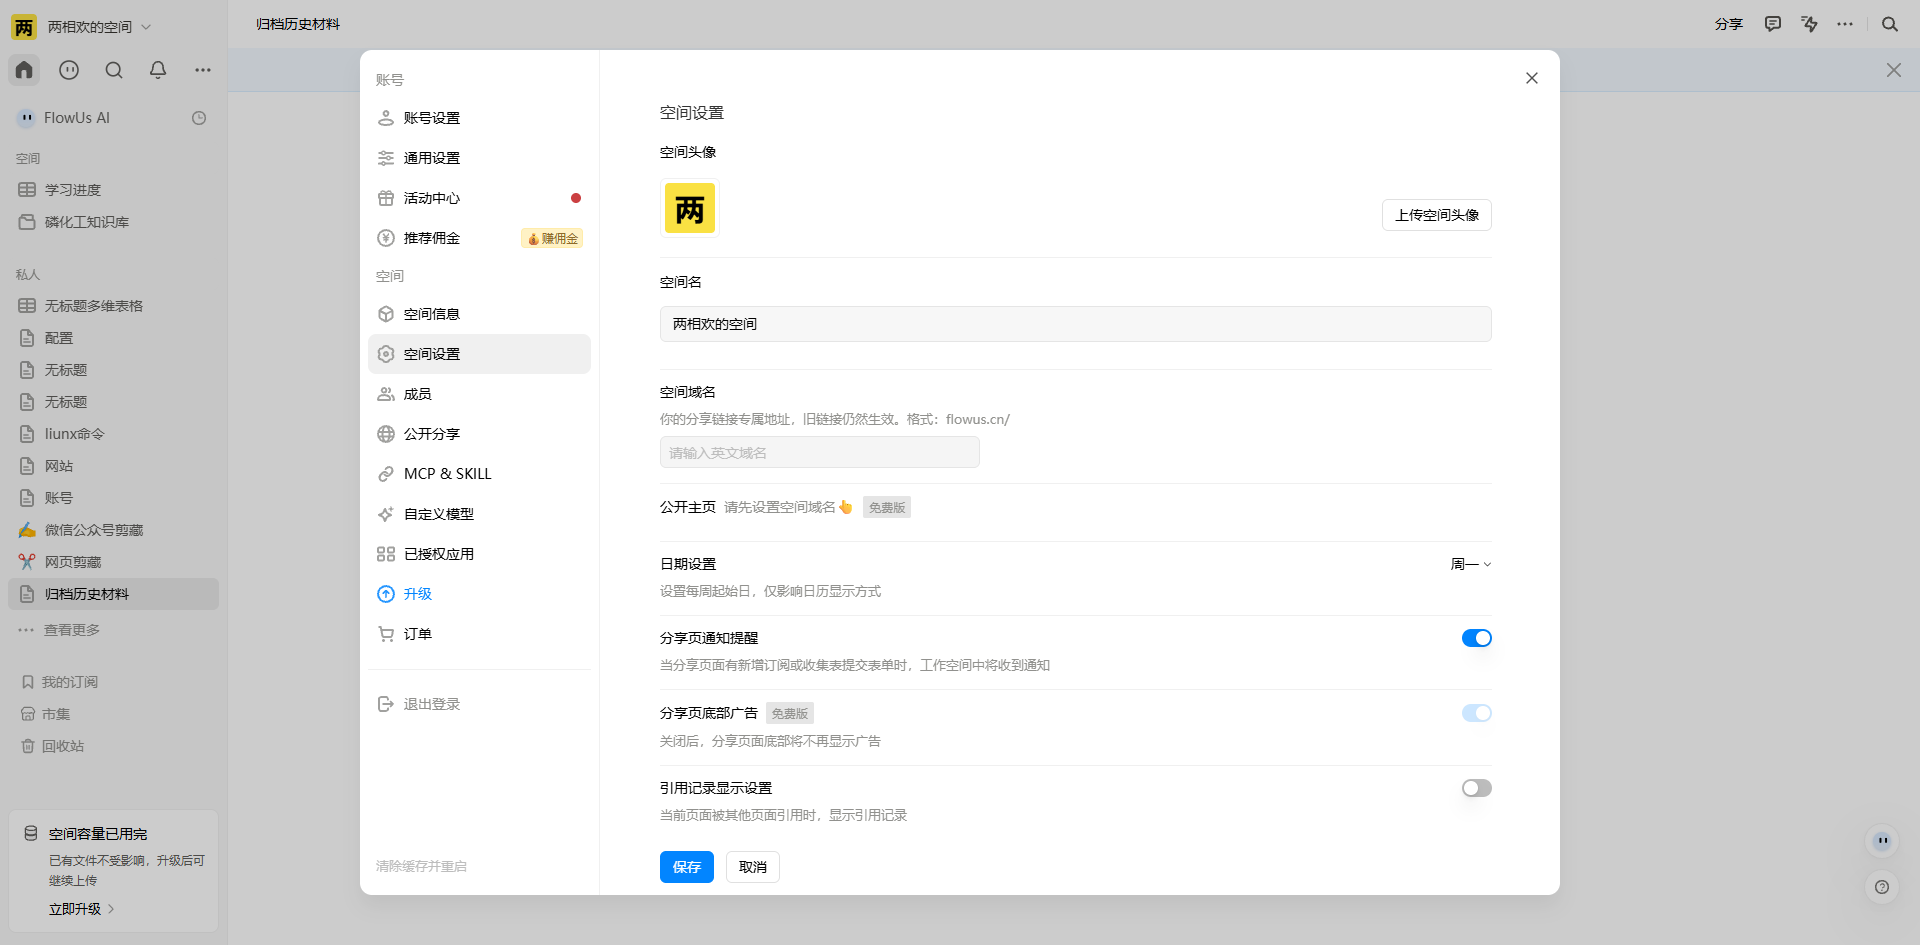 两 两相欢的空间
FlowUs AI
空间
学习进度
磷化工知识库
私人
无标题多维表格
配置
无标题
无标题
liunx命令
网站
账号
微信公众号剪藏
网页剪藏
归档历史材料
查看更多
我的订阅
市集
回收站
空间容量已用完
已有文件不受影响，升级后可
继续上传
立即升级
归档历史材料
分享
账号
账号设置
通用设置
活动中心
推荐佣金 赚佣金
空间
空间信息
空间设置
成员
公开分享
MCP & SKILL
自定义模型
已授权应用
升级
订单
退出登录
清除缓存并重启
空间设置
空间头像
两
上传空间头像
空间名
两相欢的空间
空间域名
你的分享链接专属地址，旧链接仍然生效。格式：flowus.cn/
请输入英文域名
公开主页 请先设置空间域名👆 免费版
日期设置 周一
设置每周起始日，仅影响日历显示方式
分享页通知提醒
当分享页面有新增订阅或收集表提交表单时，工作空间中将收到通知
分享页底部广告 免费版
关闭后，分享页面底部将不再显示广告
引用记录显示设置
当前页面被其他页面引用时，显示引用记录
保存 取消